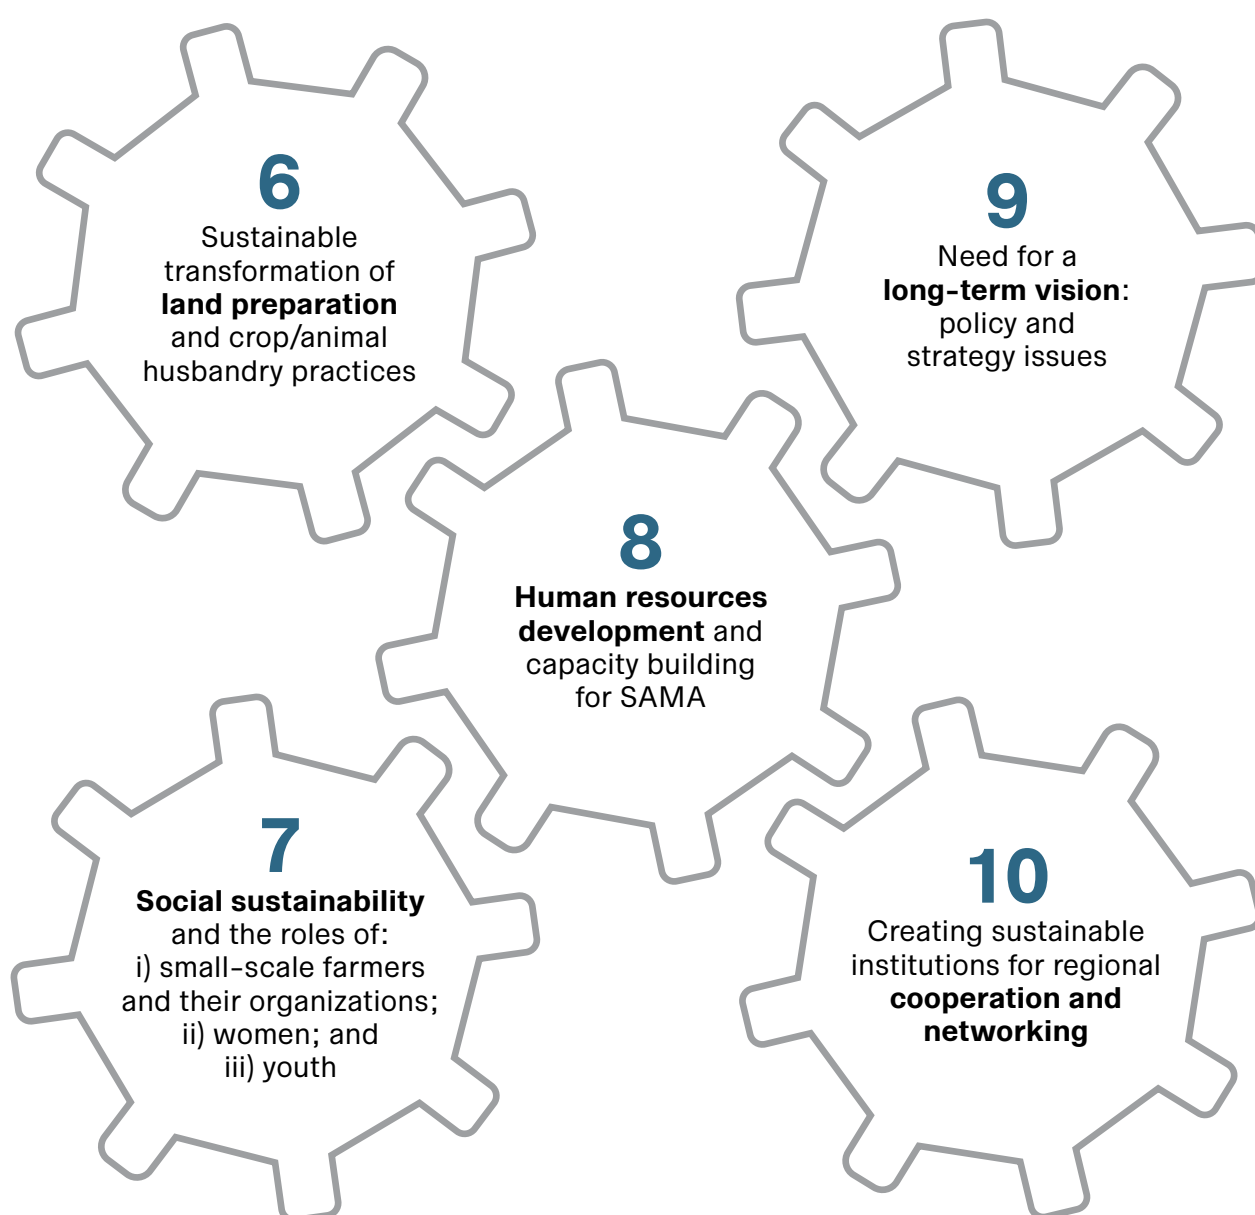 6
Sustainable
transformation of
land preparation
and crop/animal
husbandry practices
9
Need for a
long-term vision:
policy and
strategy issues
8
Human resources
development and
capacity building
for SAMA
7
Social sustainability
and the roles of:
i) small-scale farmers
and their organizations;
ii) women; and
iii) youth
10
Creating sustainable
institutions for regional
cooperation and
networking